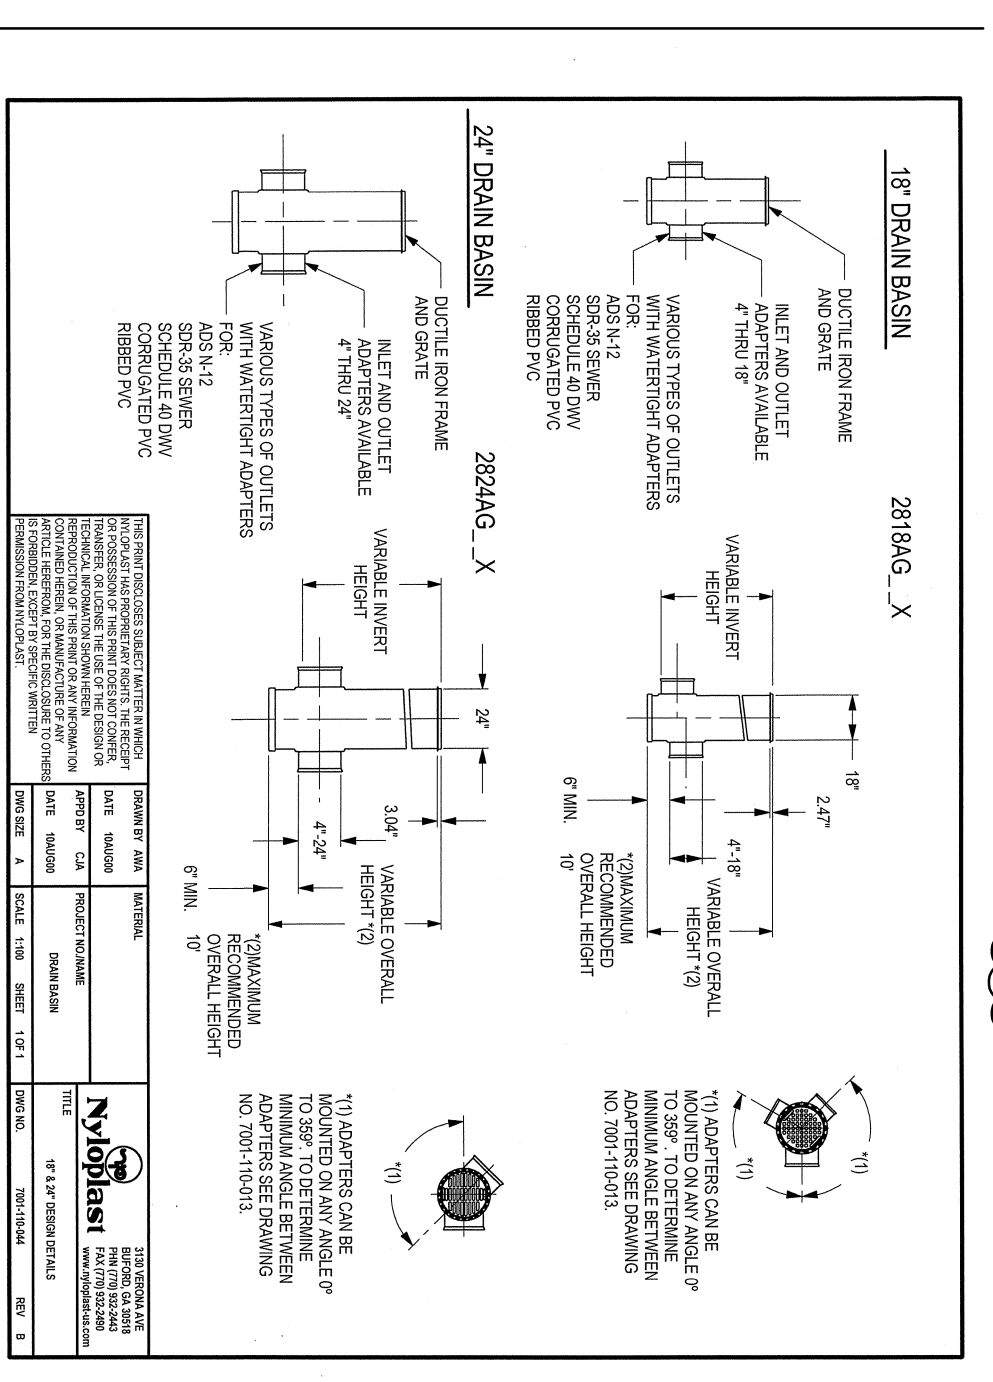 18" DRAIN BASIN
2818AG_ _X
DUCTILE IRON FRAME
AND GRATE
INLET AND OUTLET
ADAPTERS AVAILABLE
4" THRU 18"
VARIOUS TYPES OF OUTLETS
WITH WATERTIGHT ADAPTERS
FOR:
ADS N-12
SDR-35 SEWER
SCHEDULE 40 DWV
CORRUGATED PVC
RIBBED PVC
VARIABLE INVERT
HEIGHT
18"
2.47"
4"-18"
VARIABLE OVERALL
HEIGHT *(2)
6" MIN.
*(2)MAXIMUM
RECOMMENDED
OVERALL HEIGHT
10'
*(1)
*(1)
*(1) ADAPTERS CAN BE
MOUNTED ON ANY ANGLE 0º
TO 359º. TO DETERMINE
MINIMUM ANGLE BETWEEN
ADAPTERS SEE DRAWING
NO. 7001-110-013.
24" DRAIN BASIN
2824AG_ _X
DUCTILE IRON FRAME
AND GRATE
INLET AND OUTLET
ADAPTERS AVAILABLE
4" THRU 24"
VARIOUS TYPES OF OUTLETS
WITH WATERTIGHT ADAPTERS
FOR:
ADS N-12
SDR-35 SEWER
SCHEDULE 40 DWV
CORRUGATED PVC
RIBBED PVC
VARIABLE INVERT
HEIGHT
24"
3.04"
4"-24"
VARIABLE OVERALL
HEIGHT *(2)
6" MIN.
*(2)MAXIMUM
RECOMMENDED
OVERALL HEIGHT
10'
*(1)
*(1) ADAPTERS CAN BE
MOUNTED ON ANY ANGLE 0º
TO 359º. TO DETERMINE
MINIMUM ANGLE BETWEEN
ADAPTERS SEE DRAWING
NO. 7001-110-013.
THIS PRINT DISCLOSES SUBJECT MATTER IN WHICH
NYLOPLAST HAS PROPRIETARY RIGHTS. THE RECEIPT
OR POSSESSION OF THIS PRINT DOES NOT CONFER,
TRANSFER, OR LICENSE THE USE OF THE DESIGN OR
TECHNICAL INFORMATION SHOWN HEREIN
REPRODUCTION OF THIS PRINT OR ANY INFORMATION
CONTAINED HEREIN, OR MANUFACTURE OF ANY
ARTICLE HEREFROM, FOR THE DISCLOSURE TO OTHERS
IS FORBIDDEN, EXCEPT BY SPECIFIC WRITTEN
PERMISSION FROM NYLOPLAST.
DRAWN BY AWA
DATE 10AUG00
APPD BY CJA
DATE 10AUG00
DWG SIZE A
MATERIAL
PROJECT NO./NAME
DRAIN BASIN
SCALE 1:100 SHEET 1 OF 1
Nyloplast
3130 VERONA AVE
BUFORD, GA 30518
PHN (770) 932-2443
FAX (770) 932-2490
www.nyloplast-us.com
TITLE
18" & 24" DESIGN DETAILS
DWG NO. 7001-110-044 REV B